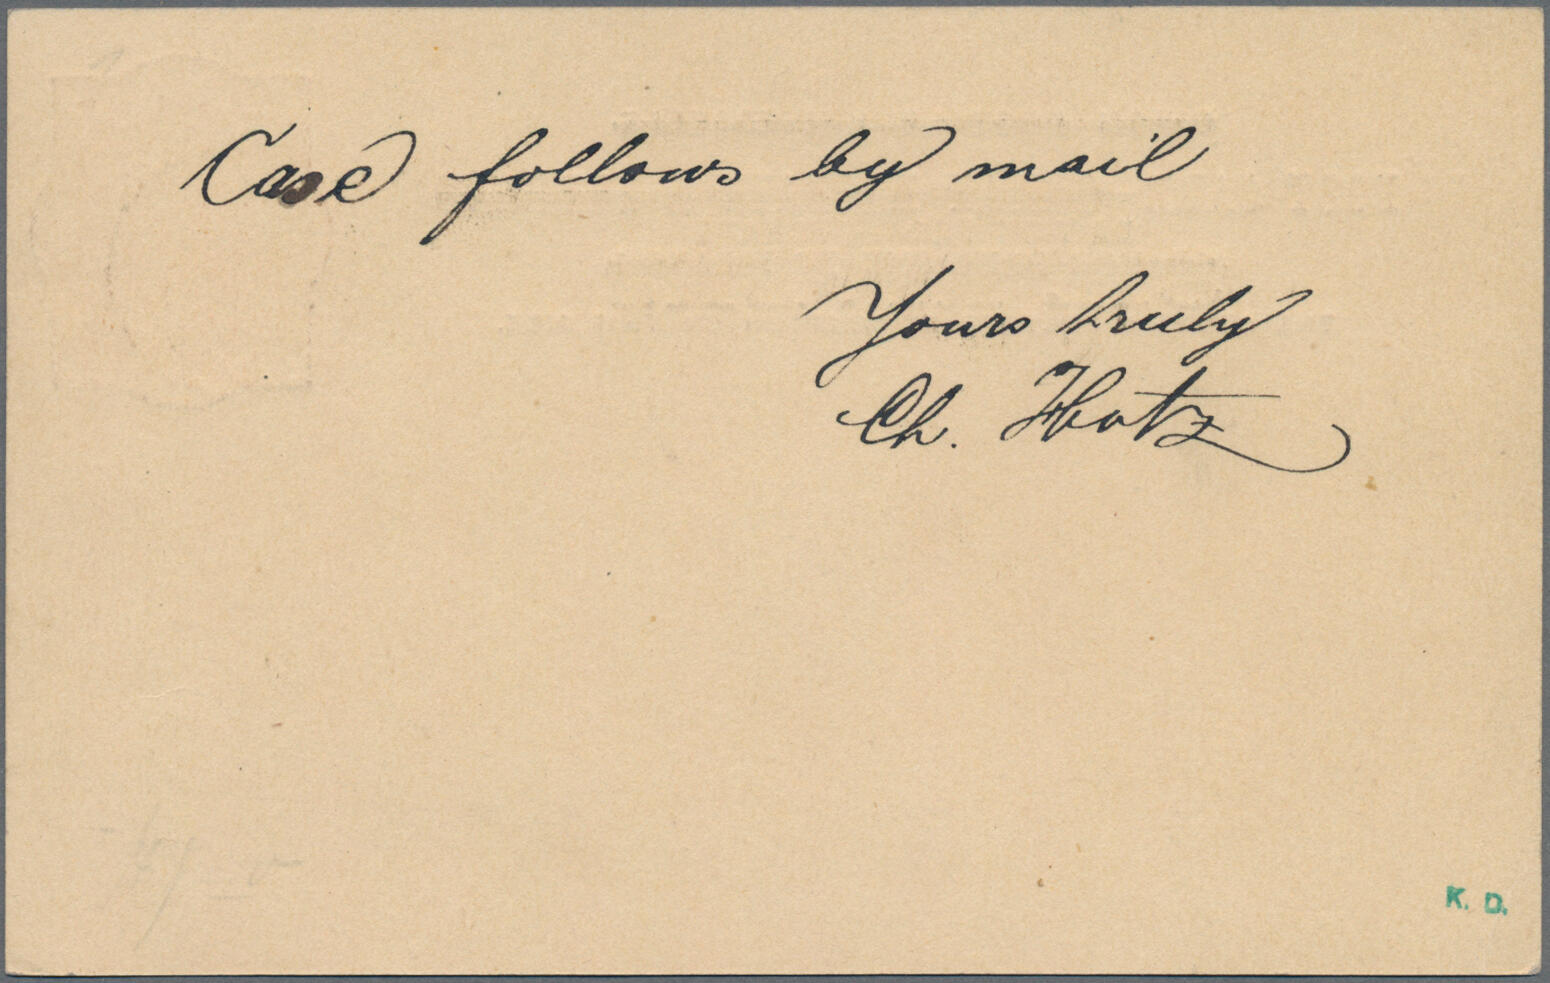 Case follows by mail
Yours truly
Ch. Hotz
K. D.